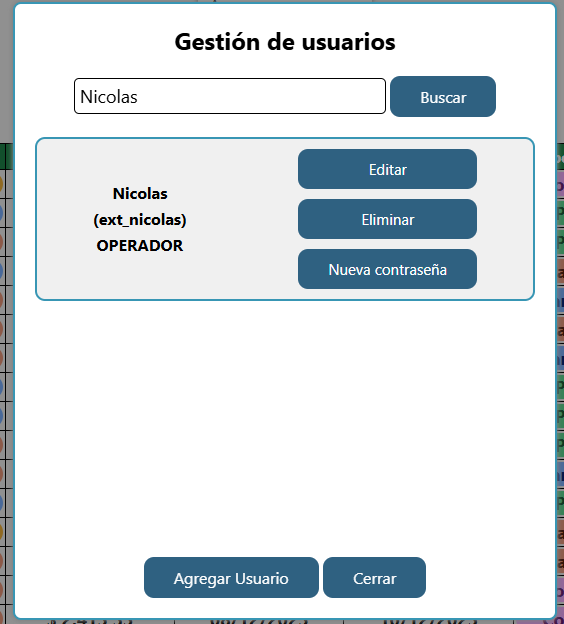 Gestión de usuarios
Nicolas
Buscar
Nicolas
(ext_nicolas)
OPERADOR
Editar
Eliminar
Nueva contraseña
Agregar Usuario
Cerrar